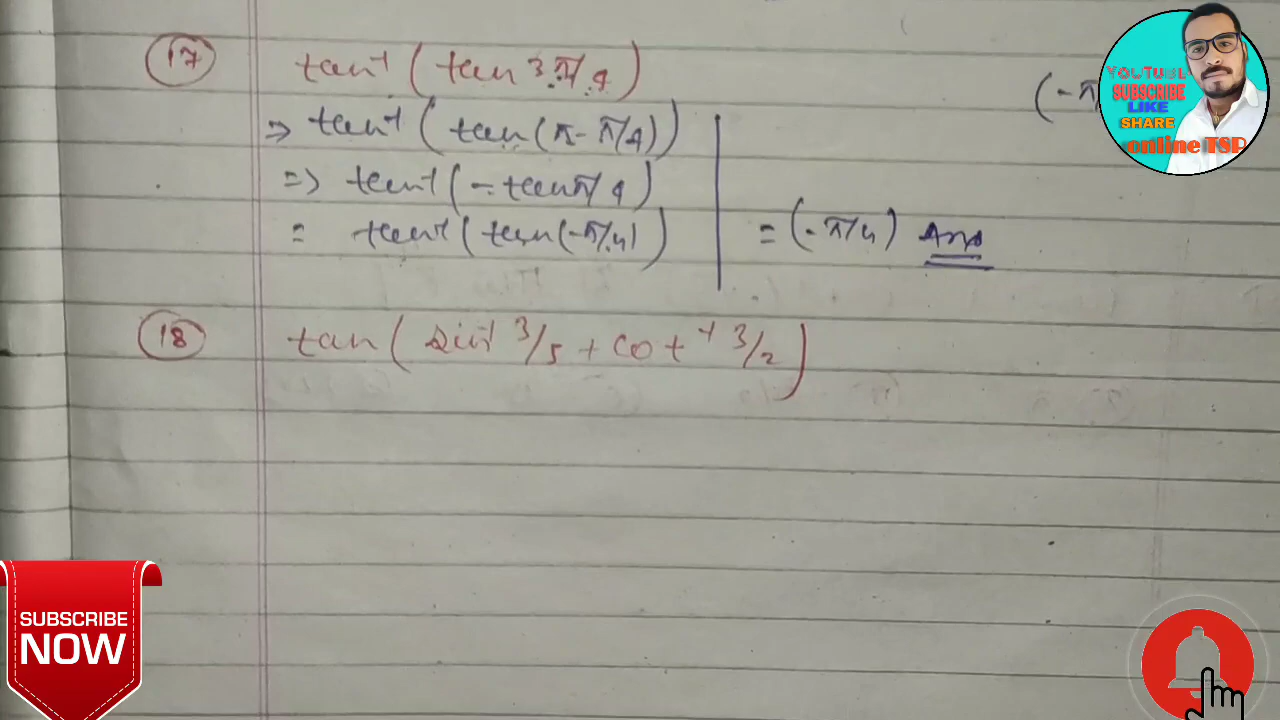 (17) tan⁻¹ (tan 3π/4)
⇒ tan⁻¹ (tan(π - π/4))
⇒ tan⁻¹ (- tan π/4)
= tan⁻¹ (tan(-π/4))
= (-π/4) Ans
(18) tan( sin⁻¹ 3/5 + cot⁻¹ 3/2 )
(-π
YOUTUBE
SUBSCRIBE
LIKE
SHARE
online TSP
SUBSCRIBE
NOW